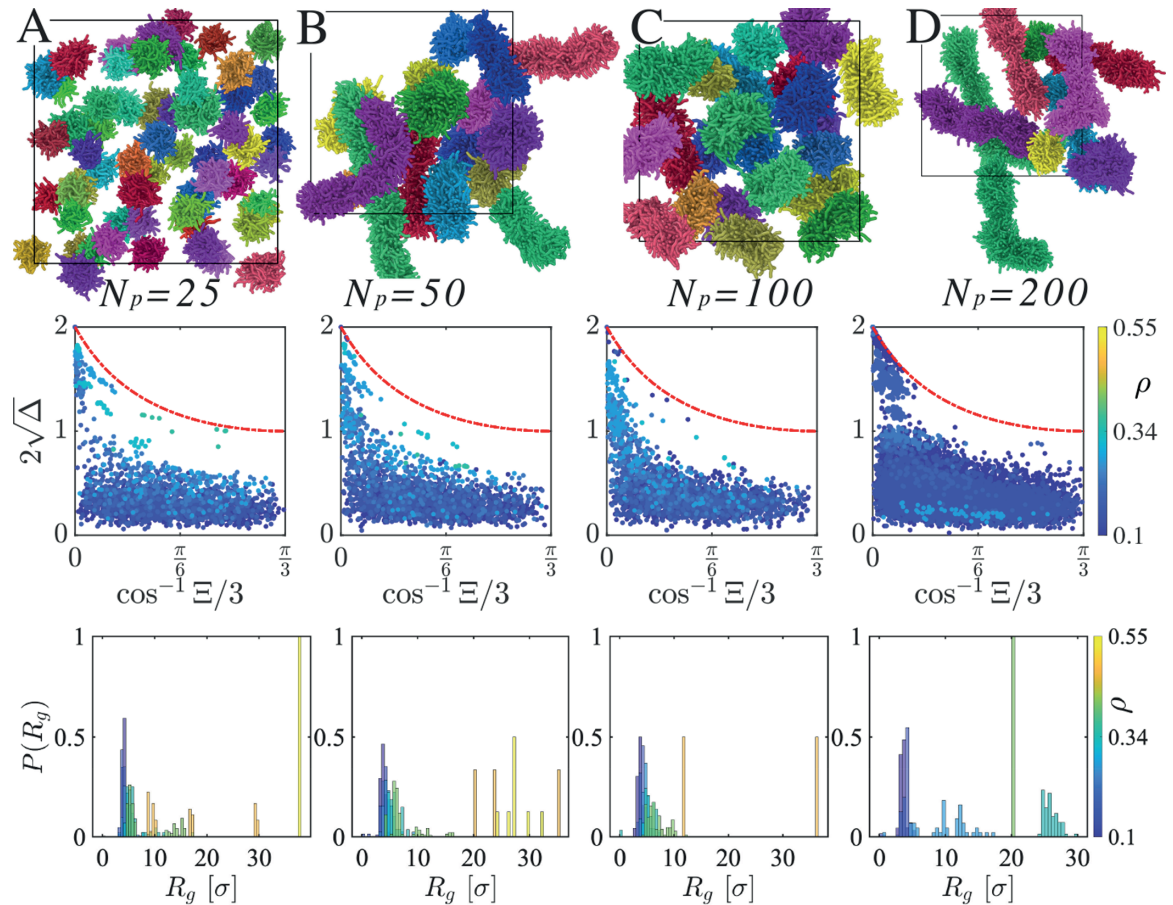 A B C D
N_p=25 N_p=50 N_p=100 N_p=200
2 0.55
2√Δ 1 1 1 1 0.34 ρ
0 0 0 0 0.1
0 π/6 π/3 0 π/6 π/3 0 π/6 π/3 0 π/6 π/3
cos⁻¹ Ξ/3 cos⁻¹ Ξ/3 cos⁻¹ Ξ/3 cos⁻¹ Ξ/3
1 1 1 1 0.55
P(R_g) 0.5 0.5 0.5 0.5 0.34 ρ
0 0 0 0 0.1
0 10 20 30 0 10 20 30 0 10 20 30 0 10 20 30
R_g [σ] R_g [σ] R_g [σ] R_g [σ]